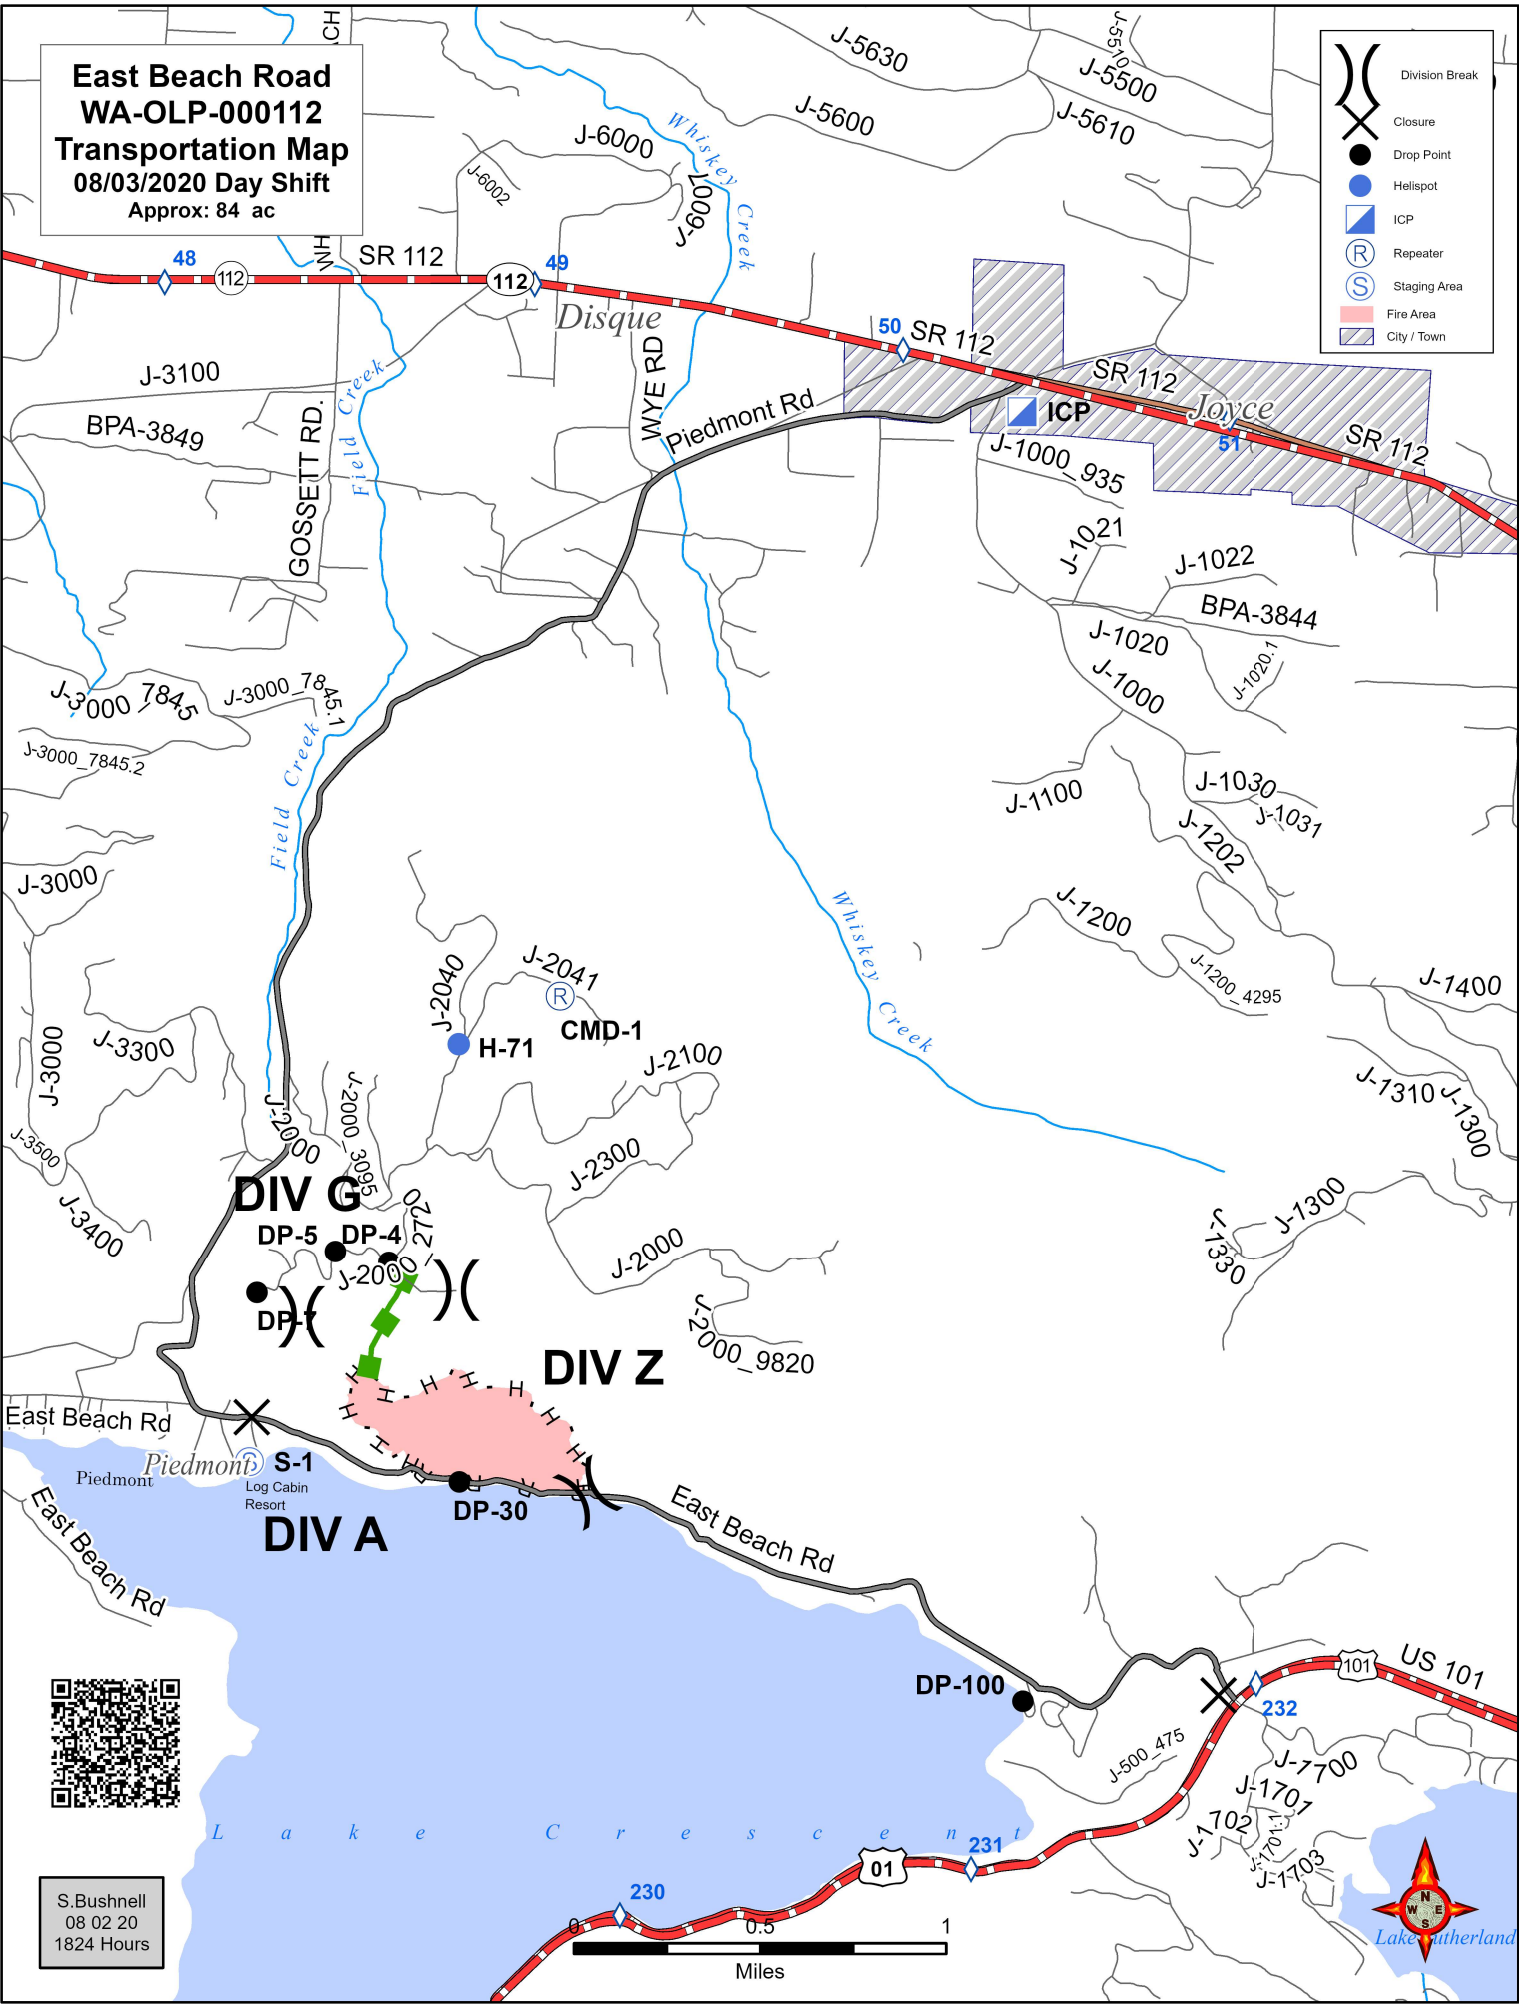 East Beach Road
WA-OLP-000112
Transportation Map
08/03/2020 Day Shift
Approx: 84 ac
Division Break
Closure
Drop Point
Helispot
ICP
R
Repeater
S
Staging Area
Fire Area
City / Town
J-5630
J-5510
J-5500
J-5600
J-5610
J-6000
Whiskey Creek
J-6002
J-6007
48
112
SR 112
112
49
Disque
50
SR 112
SR 112
Joyce
51
SR 112
ICP
J-3100
Field Creek
BPA-3849
GOSSETT RD.
WYE RD
Piedmont Rd
J-1000_935
J-1021
J-1022
BPA-3844
J-1020
J-1020.1
J-1000
J-3000_7845
J-3000_7845.1
J-3000_7845.2
Field Creek
J-1100
J-1030
J-1031
J-1202
J-3000
Whiskey Creek
J-1200
J-1200_4295
J-1400
J-2040
J-2041
R
CMD-1
H-71
J-3000
J-3300
J-2100
J-2000
J-2000_3095
J-1310
J-1300
J-3500
J-2300
J-3400
DIV G
J-1300
J-1330
DP-5
DP-4
J-2000_2720
J-2000
DP-7
J-2000_9820
DIV Z
East Beach Rd
Piedmont
Piedmont
S-1
Log Cabin
Resort
DP-30
DIV A
East Beach Rd
East Beach Rd
DP-100
US 101
101
232
J-500_475
J-1700
J-1701
J-1702
J-1703
Lake Crescent
231
01
230
0
0.5
1
Miles
S.Bushnell
08 02 20
1824 Hours
N
W
E
S